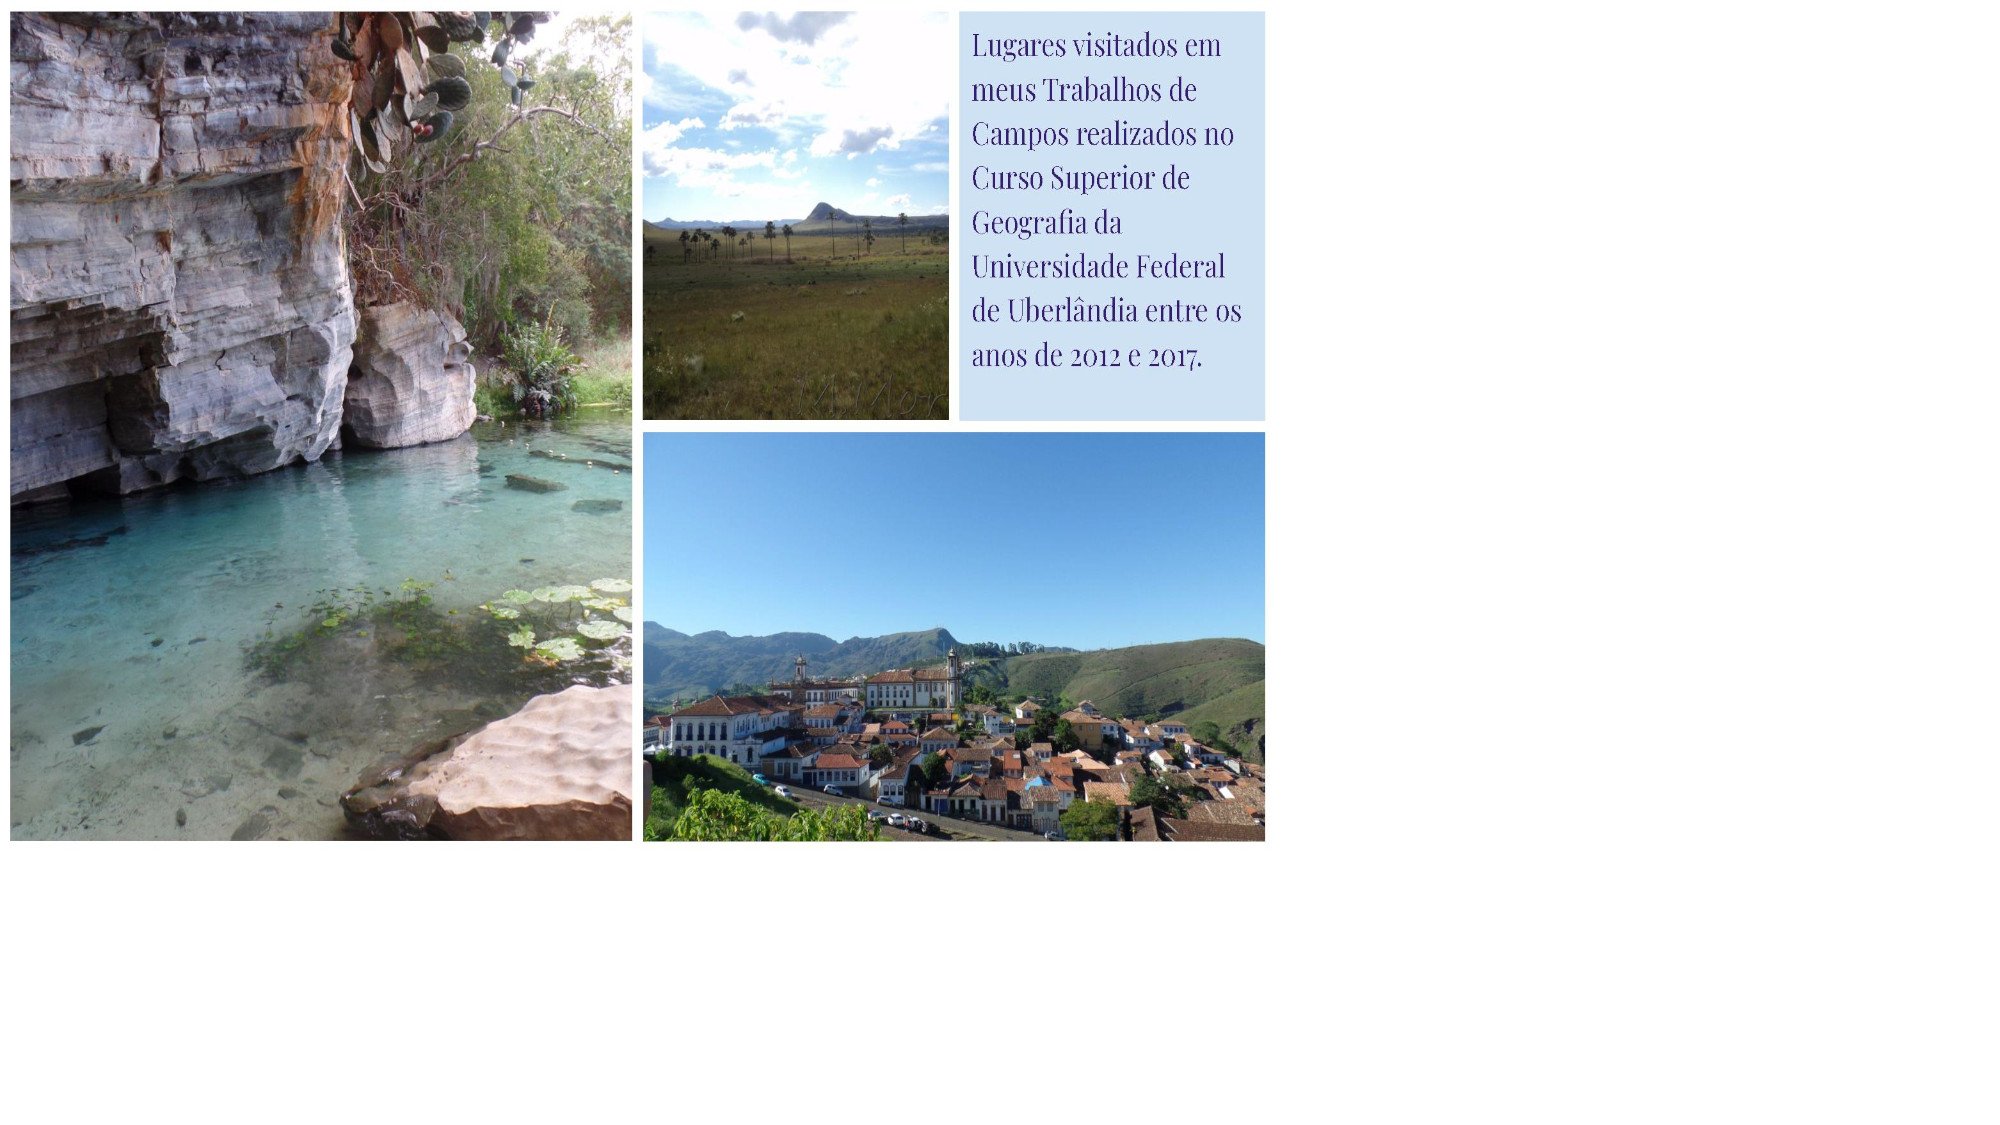 Lugares visitados em
meus Trabalhos de
Campos realizados no
Curso Superior de
Geografia da
Universidade Federal
de Uberlândia entre os
anos de 2012 e 2017.